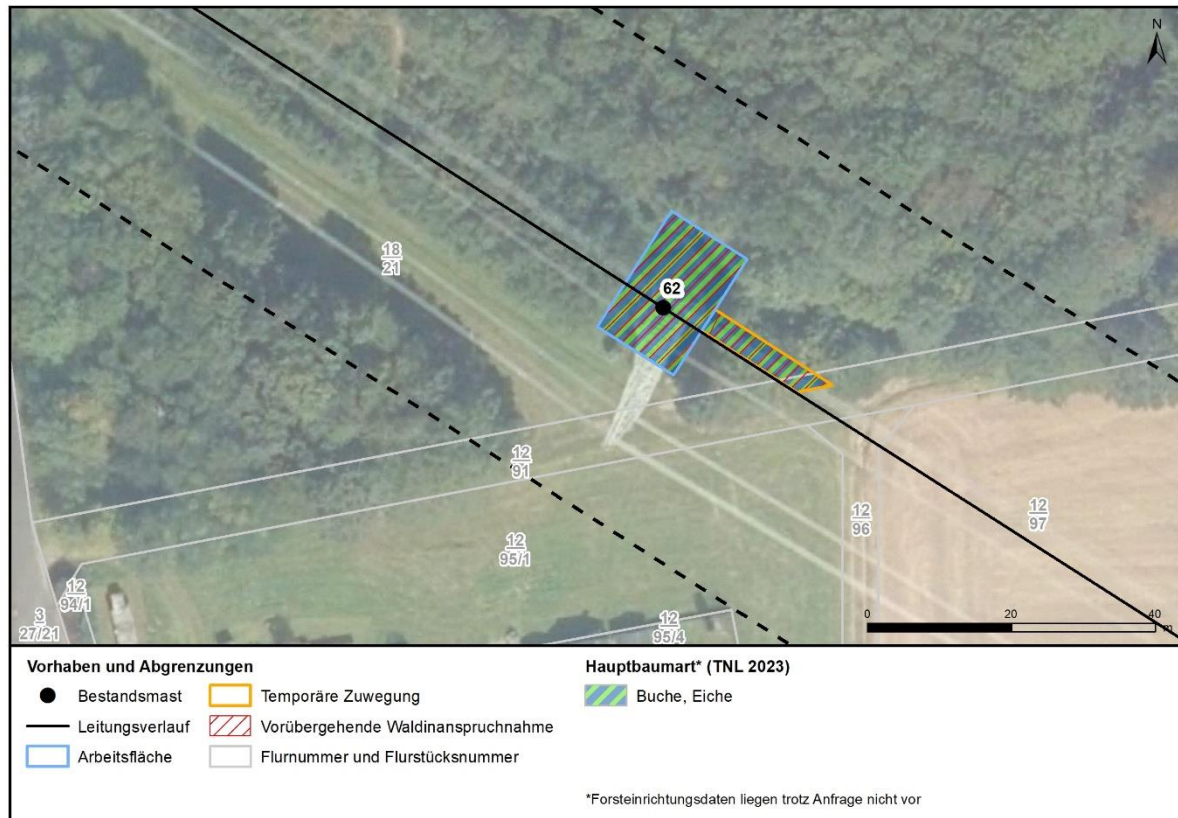 N
18
21
62
12
91
12
96
12
97
12
95/1
12
94/1
3
27/21
12
95/4
0 20 40
m
Vorhaben und Abgrenzungen
Bestandsmast
Leitungsverlauf
Arbeitsfläche
Temporäre Zuwegung
Vorübergehende Waldinanspruchnahme
Flurnummer und Flurstücksnummer
Hauptbaumart* (TNL 2023)
Buche, Eiche
*Forsteinrichtungsdaten liegen trotz Anfrage nicht vor